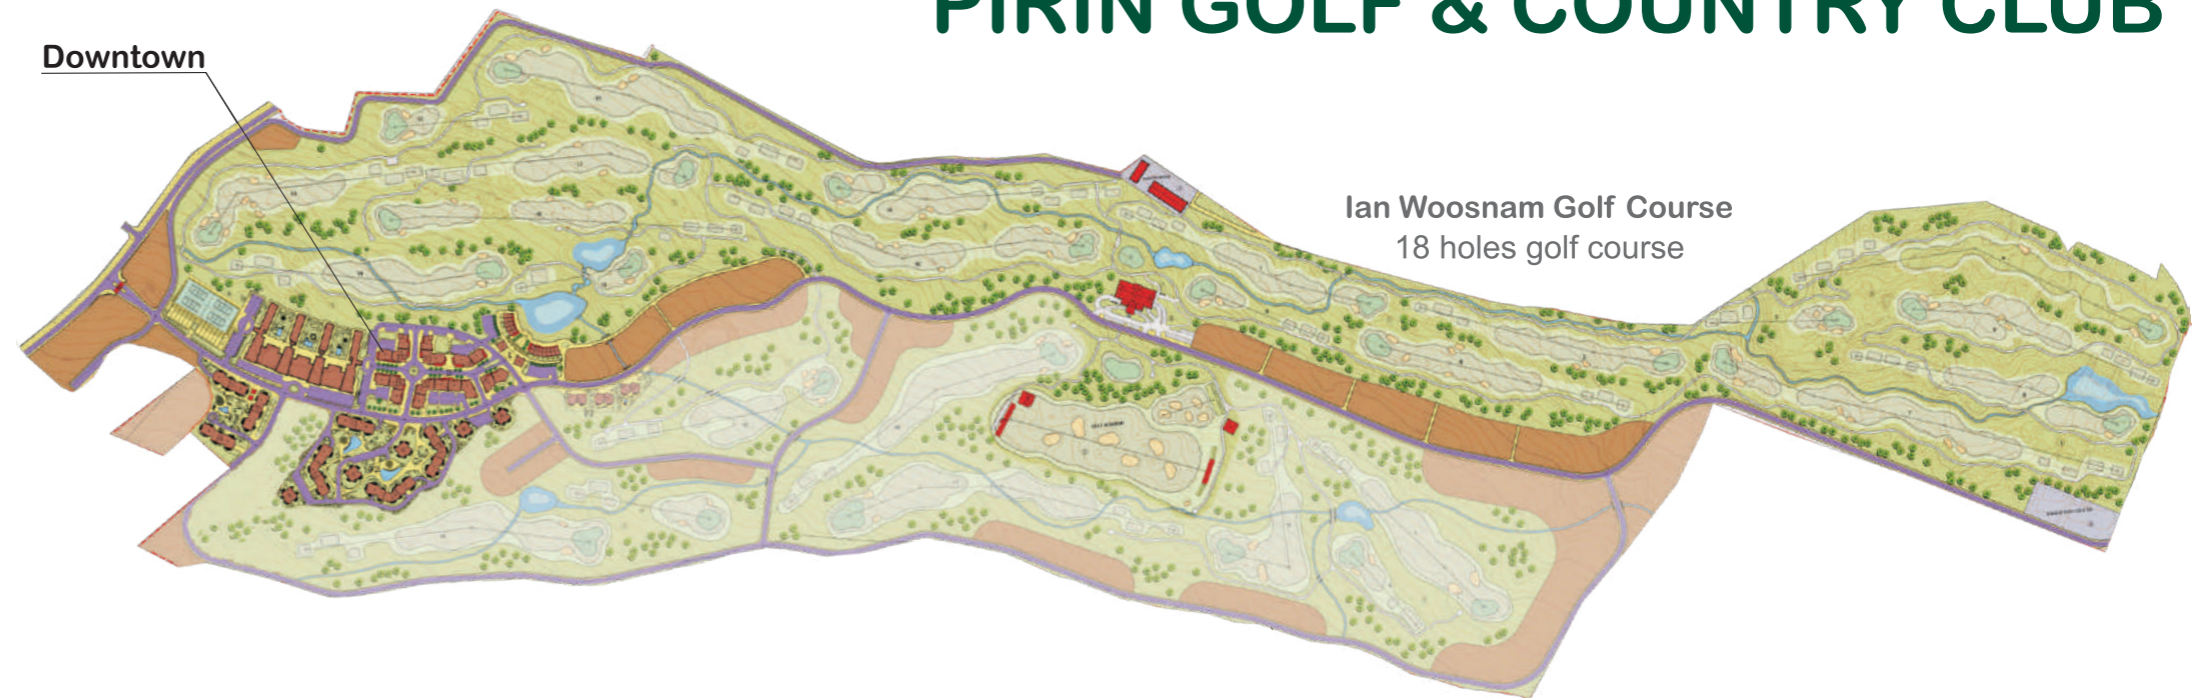 PIRIN GOLF & COUNTRY CLUB
Downtown
Ian Woosnam Golf Course
18 holes golf course